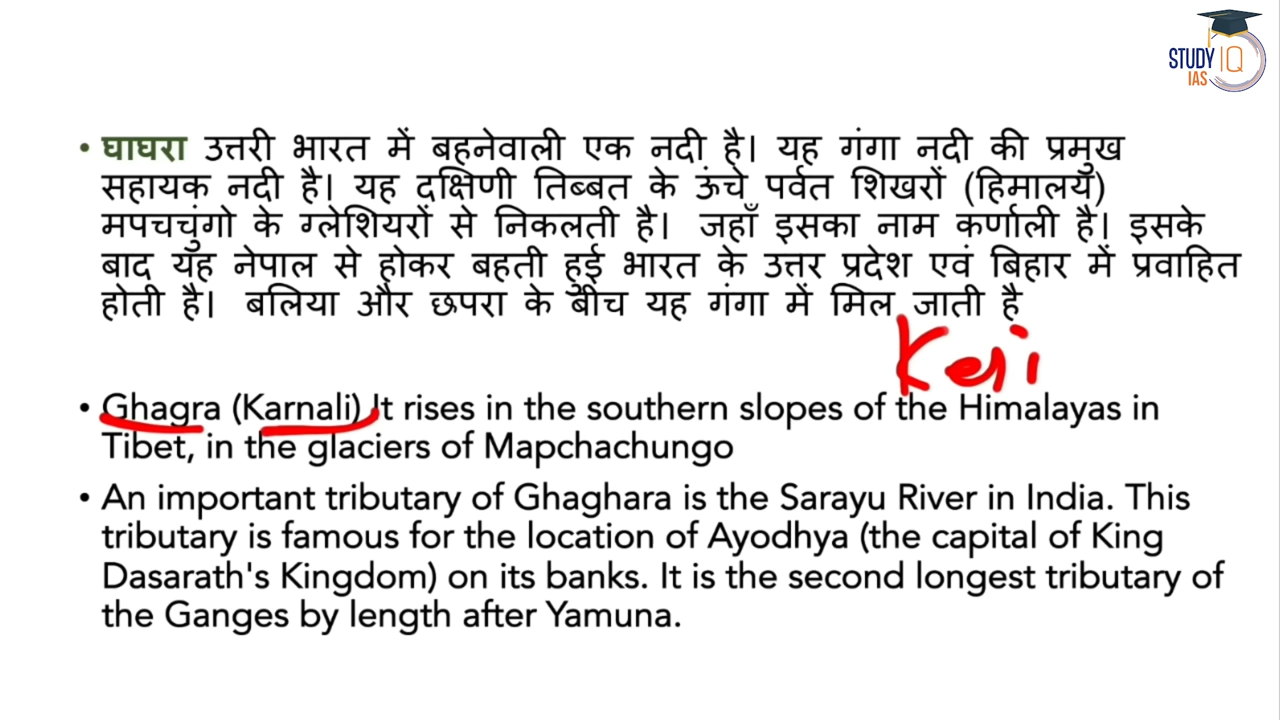 STUDY IQ
IAS
• घाघरा उत्तरी भारत में बहनेवाली एक नदी है। यह गंगा नदी की प्रमुख
सहायक नदी है। यह दक्षिणी तिब्बत के ऊंचे पर्वत शिखरों (हिमालय)
मपचचुंगो के ग्लेशियरों से निकलती है। जहाँ इसका नाम कर्णाली है। इसके
बाद यह नेपाल से होकर बहती हुई भारत के उत्तर प्रदेश एवं बिहार में प्रवाहित
होती है। बलिया और छपरा के बीच यह गंगा में मिल जाती है
• Ghagra (Karnali) It rises in the southern slopes of the Himalayas in
Tibet, in the glaciers of Mapchachungo
• An important tributary of Ghaghara is the Sarayu River in India. This
tributary is famous for the location of Ayodhya (the capital of King
Dasarath's Kingdom) on its banks. It is the second longest tributary of
the Ganges by length after Yamuna.